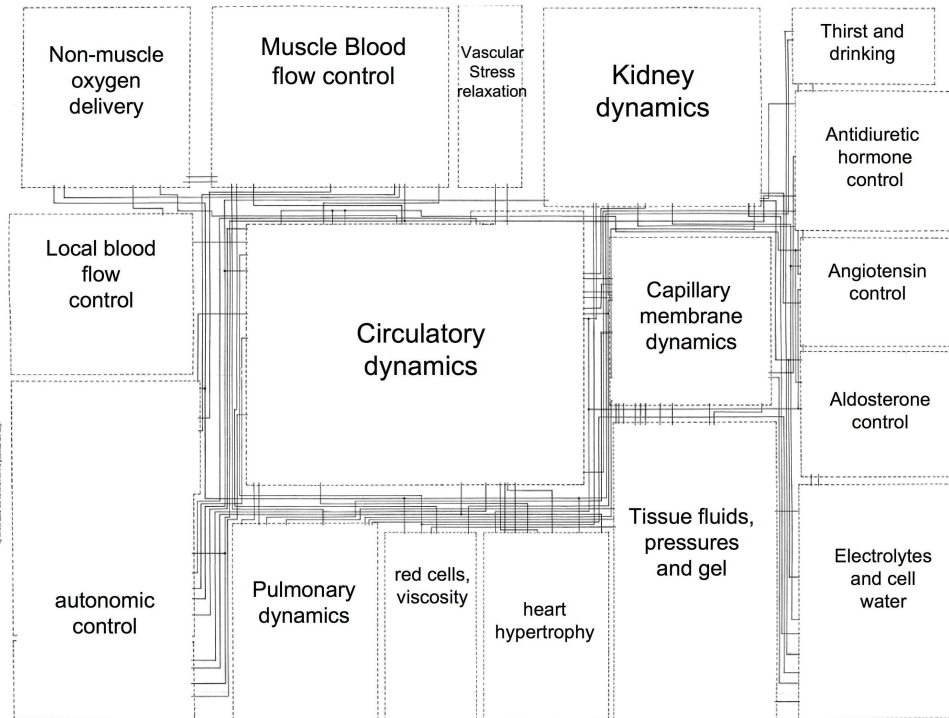 Non-muscle
oxygen
delivery
Muscle Blood
flow control
Vascular
Stress
relaxation
Kidney
dynamics
Thirst and
drinking
Antidiuretic
hormone
control
Local blood
flow
control
Circulatory
dynamics
Capillary
membrane
dynamics
Angiotensin
control
Aldosterone
control
autonomic
control
Pulmonary
dynamics
red cells,
viscosity
heart
hypertrophy
Tissue fluids,
pressures
and gel
Electrolytes
and cell
water